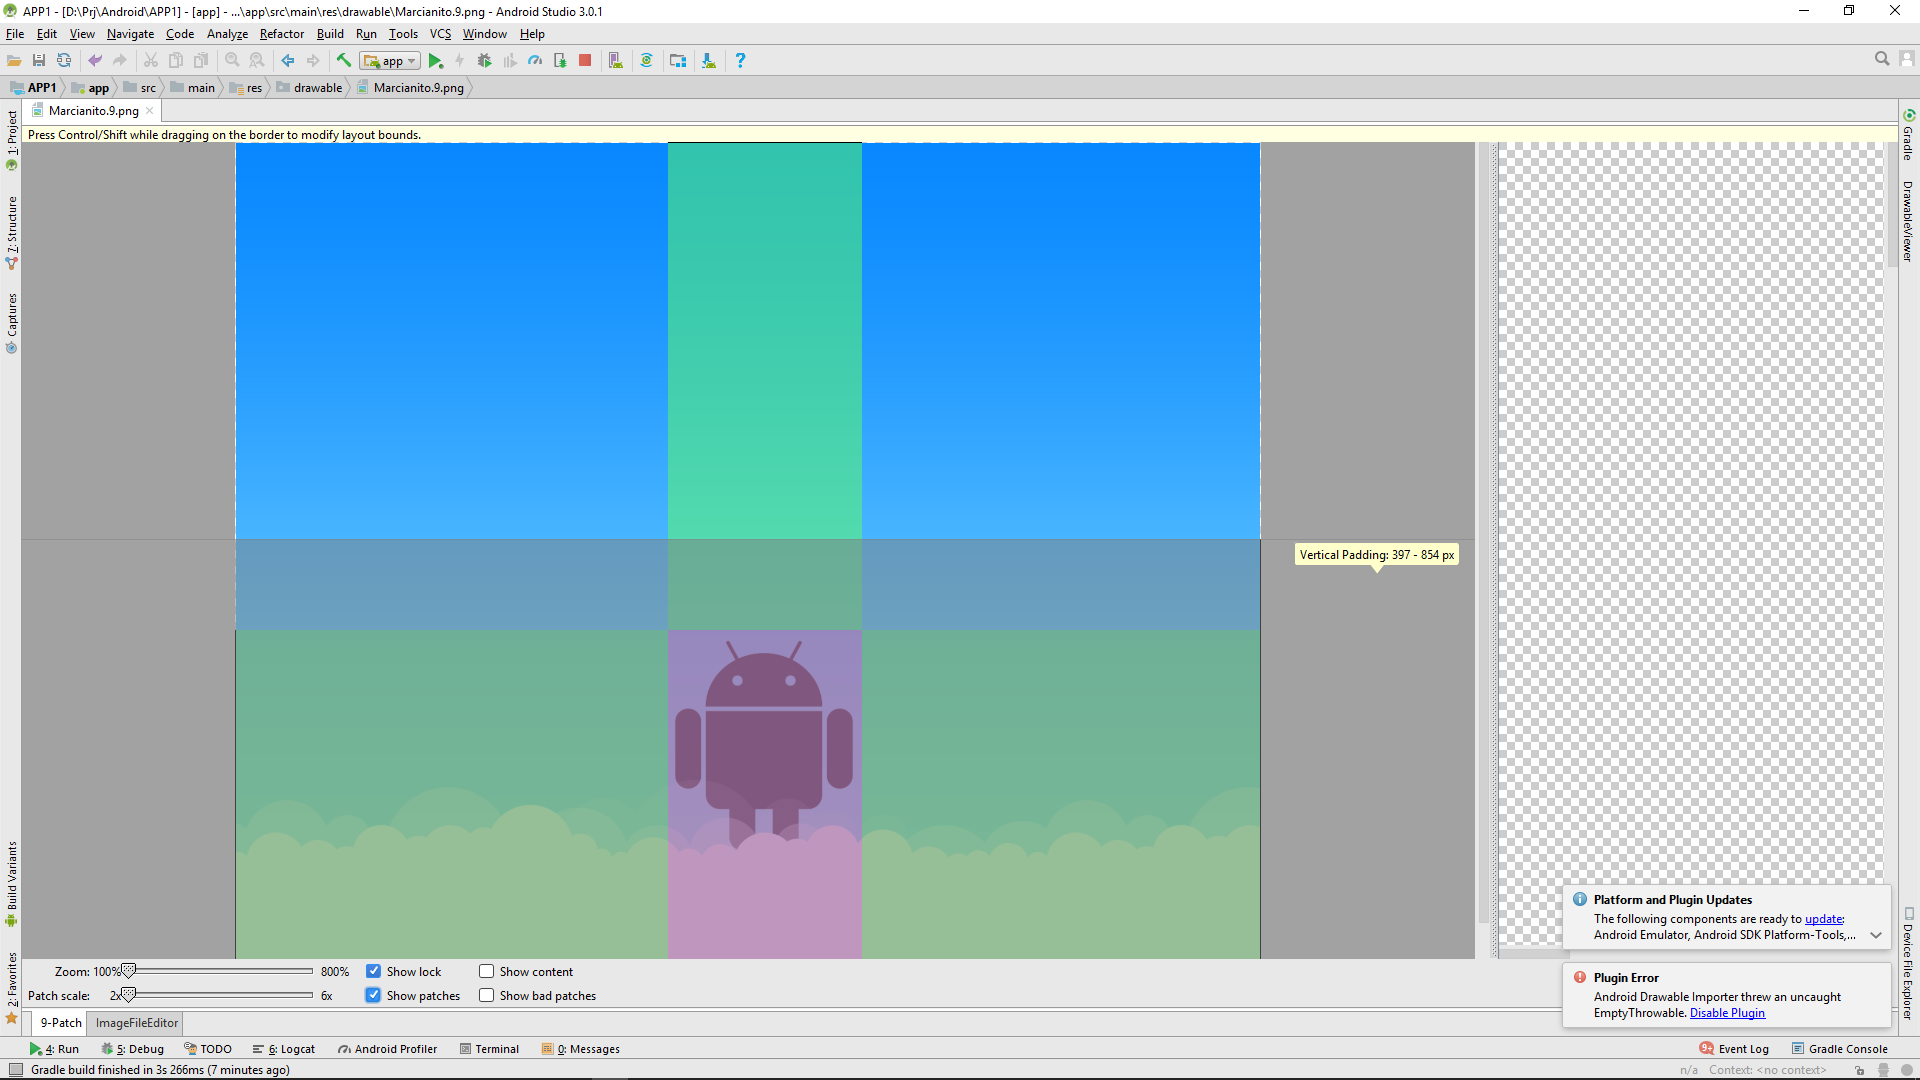 APP1 - [D:\Prj\Android\APP1] - [app] - ...\app\src\main\res\drawable\Marcianito.9.png - Android Studio 3.0.1
File Edit View Navigate Code Analyze Refactor Build Run Tools VCS Window Help
app
APP1 app src main res drawable Marcianito.9.png
Marcianito.9.png
Press Control/Shift while dragging on the border to modify layout bounds.
1: Project
7: Structure
Captures
Build Variants
2: Favorites
Gradle
DrawableViewer
Device File Explorer
Vertical Padding: 397 - 854 px
Platform and Plugin Updates
The following components are ready to update:
Android Emulator, Android SDK Platform-Tools,...
Plugin Error
Android Drawable Importer threw an uncaught
EmptyThrowable. Disable Plugin
Zoom: 100% 800% Show lock Show content
Patch scale: 2x 6x Show patches Show bad patches
9-Patch ImageFileEditor
4: Run 5: Debug TODO 6: Logcat Android Profiler Terminal 0: Messages 9+ Event Log Gradle Console
Gradle build finished in 3s 266ms (7 minutes ago) n/a Context: <no context>